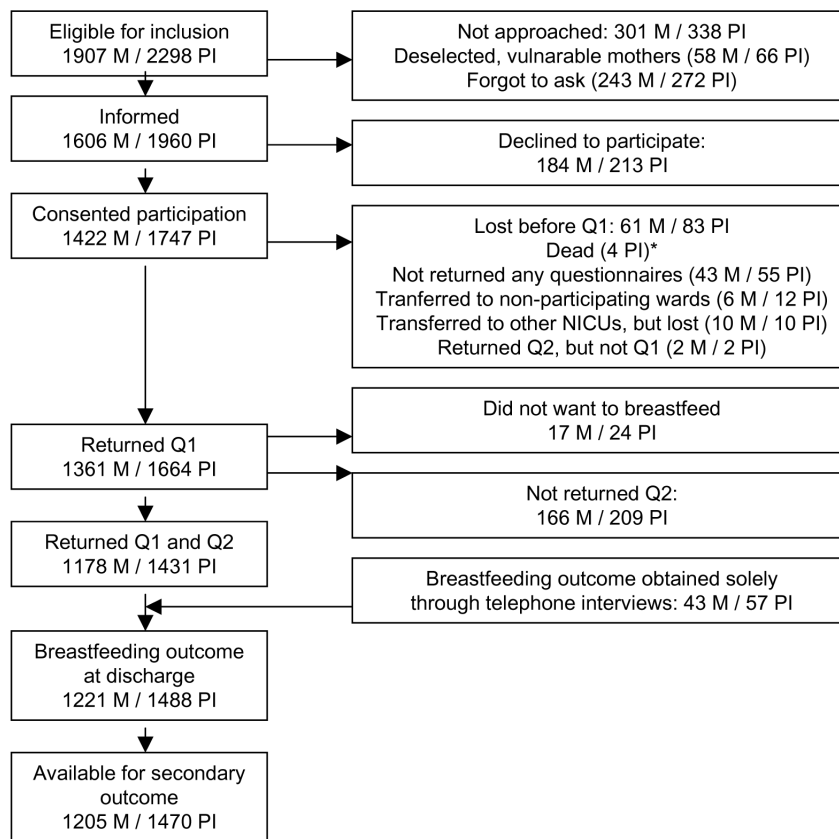 Eligible for inclusion
1907 M / 2298 PI
Not approached: 301 M / 338 PI
Deselected, vulnarable mothers (58 M / 66 PI)
Forgot to ask (243 M / 272 PI)
Informed
1606 M / 1960 PI
Declined to participate:
184 M / 213 PI
Consented participation
1422 M / 1747 PI
Lost before Q1: 61 M / 83 PI
Dead (4 PI)*
Not returned any questionnaires (43 M / 55 PI)
Tranferred to non-participating wards (6 M / 12 PI)
Transferred to other NICUs, but lost (10 M / 10 PI)
Returned Q2, but not Q1 (2 M / 2 PI)
Did not want to breastfeed
17 M / 24 PI
Returned Q1
1361 M / 1664 PI
Not returned Q2:
166 M / 209 PI
Returned Q1 and Q2
1178 M / 1431 PI
Breastfeeding outcome obtained solely
through telephone interviews: 43 M / 57 PI
Breastfeeding outcome
at discharge
1221 M / 1488 PI
Available for secondary
outcome
1205 M / 1470 PI